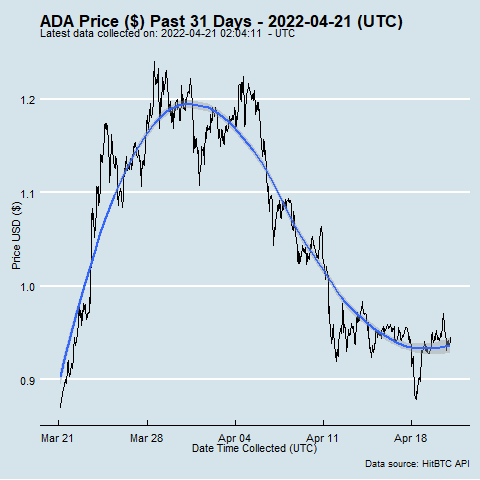 ADA Price ($) Past 31 Days - 2022-04-21 (UTC)
Latest data collected on: 2022-04-21 02:04:11 - UTC
Price USD ($)
1.2
1.1
1.0
0.9
Mar 21 Mar 28 Apr 04 Apr 11 Apr 18
Date Time Collected (UTC)
Data source: HitBTC API